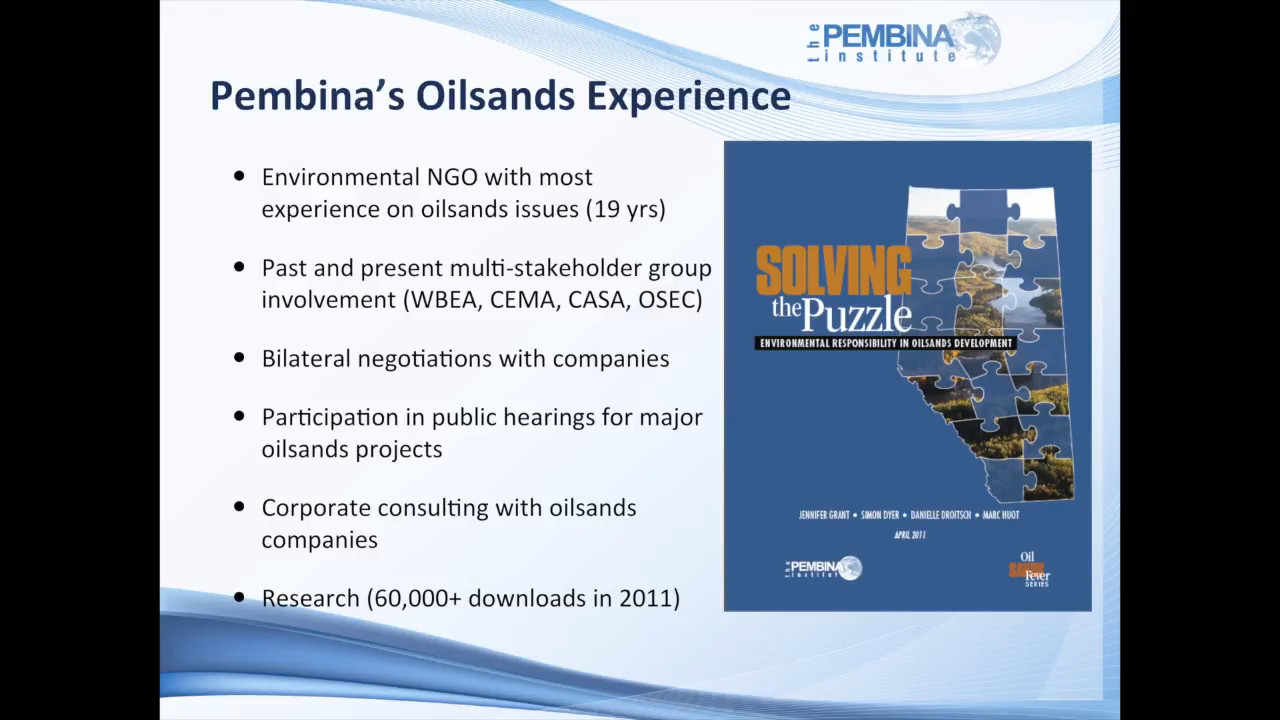 the PEMBINA
institute
Pembina's Oilsands Experience
• Environmental NGO with most
experience on oilsands issues (19 yrs)
• Past and present multi-stakeholder group
involvement (WBEA, CEMA, CASA, OSEC)
• Bilateral negotiations with companies
• Participation in public hearings for major
oilsands projects
• Corporate consulting with oilsands
companies
• Research (60,000+ downloads in 2011)
SOLVING
the Puzzle
ENVIRONMENTAL RESPONSIBILITY IN OILSANDS DEVELOPMENT
JENNIFER GRANT • SIMON DYER • DANIELLE DROITSCH • MARC HUOT
APRIL 2011
the PEMBINA
institute
Oil
SANDS
Fever
SERIES